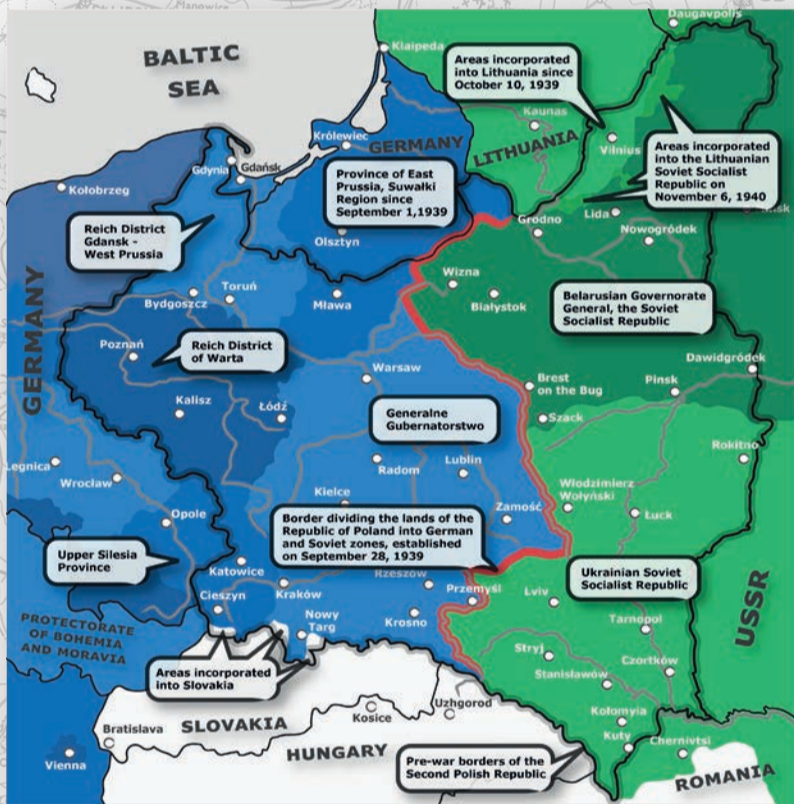 Daugavpils
BALTIC
SEA
Klaipeda
Areas incorporated
into Lithuania since
October 10, 1939
Kaunas
LITHUANIA
Vilnius
Królewiec
GERMANY
Gdynia
Gdańsk
Kołobrzeg
Province of East
Prussia, Suwałki
Region since
September 1,1939
Areas incorporated
into the Lithuanian
Soviet Socialist
Republic on
November 6, 1940
Reich District
Gdansk -
West Prussia
Olsztyn
Grodno
Lida
Nowogródek
Wizna
Białystok
Belarusian Governorate
General, the Soviet
Socialist Republic
Toruń
Bydgoszcz
Mława
GERMANY
Poznań
Reich District
of Warta
Warsaw
Dawidgródek
Brest
on the Bug
Pinsk
Kalisz
Łódź
Generalne
Gubernatorstwo
Szack
Legnica
Wrocław
Radom
Lublin
Rokitno
Włodzimierz
Wołyński
Łuck
Kielce
Zamość
Opole
Border dividing the lands of the
Republic of Poland into German
and Soviet zones, established
on September 28, 1939
Upper Silesia
Province
Katowice
Rzeszów
Ukrainian Soviet
Socialist Republic
USSR
Cieszyn
Kraków
Przemyśl
Lviv
PROTECTORATE
OF BOHEMIA
AND MORAVIA
Nowy
Targ
Krosno
Tarnopol
Stryj
Czortków
Stanisławów
Areas incorporated
into Slovakia
Kosice
Uzhgorod
Kołomyia
SLOVAKIA
Bratislava
HUNGARY
Kuty
Chernivtsi
Vienna
Pre-war borders of the
Second Polish Republic
ROMANIA